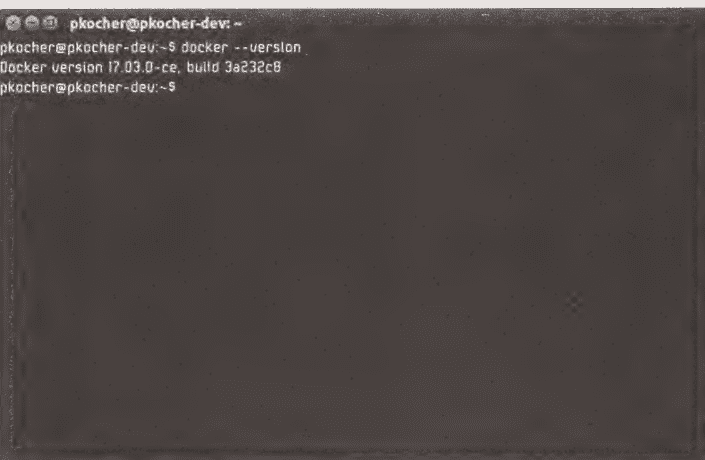 pkocher@pkocher-dev: ~
pkocher@pkocher-dev:~$ docker --version
Docker version 17.03.0-ce, build 3a232c8
pkocher@pkocher-dev:~$